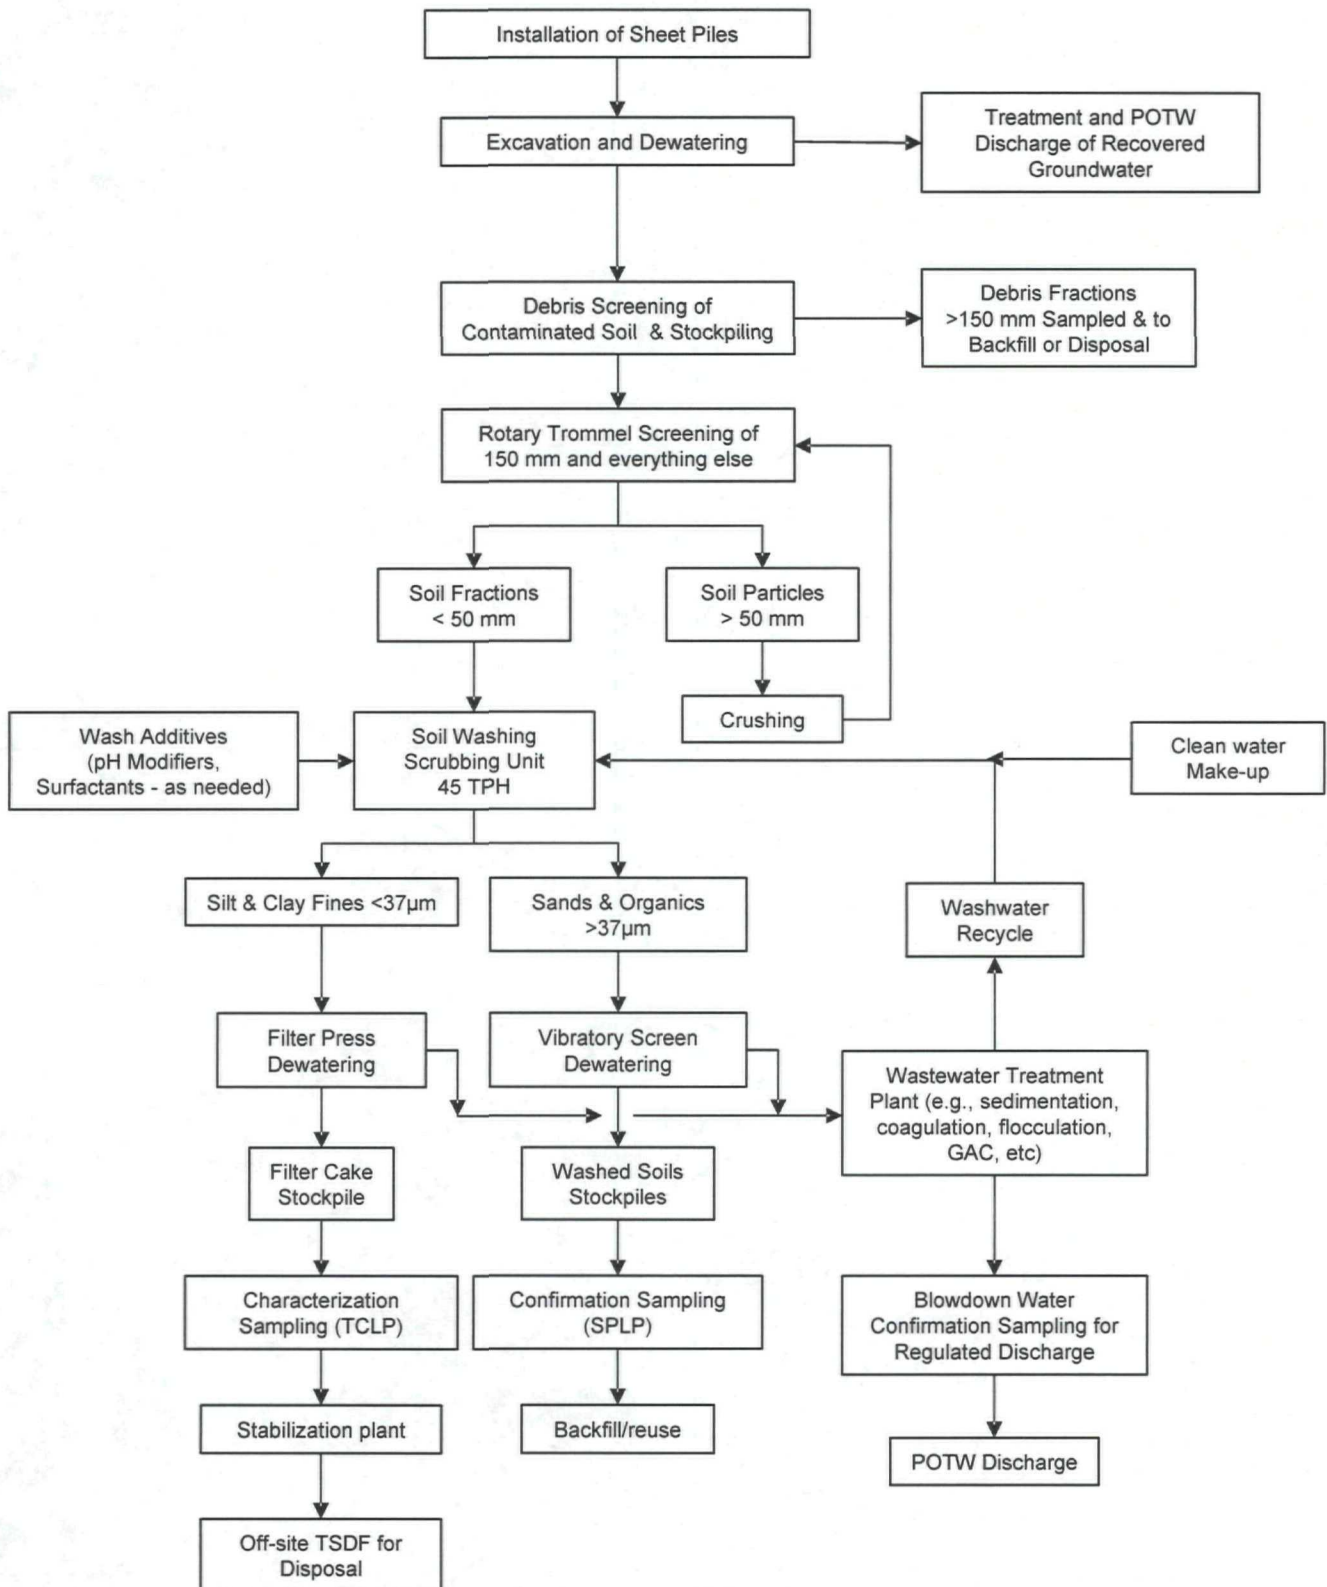 Installation of Sheet Piles
Excavation and Dewatering
Treatment and POTW
Discharge of Recovered
Groundwater
Debris Screening of
Contaminated Soil & Stockpiling
Debris Fractions
>150 mm Sampled & to
Backfill or Disposal
Rotary Trommel Screening of
150 mm and everything else
Soil Fractions
< 50 mm
Soil Particles
> 50 mm
Crushing
Wash Additives
(pH Modifiers,
Surfactants - as needed)
Soil Washing
Scrubbing Unit
45 TPH
Clean water
Make-up
Silt & Clay Fines <37µm
Sands & Organics
>37µm
Washwater
Recycle
Filter Press
Dewatering
Vibratory Screen
Dewatering
Wastewater Treatment
Plant (e.g., sedimentation,
coagulation, flocculation,
GAC, etc)
Filter Cake
Stockpile
Washed Soils
Stockpiles
Characterization
Sampling (TCLP)
Confirmation Sampling
(SPLP)
Blowdown Water
Confirmation Sampling for
Regulated Discharge
Stabilization plant
Backfill/reuse
POTW Discharge
Off-site TSDF for
Disposal